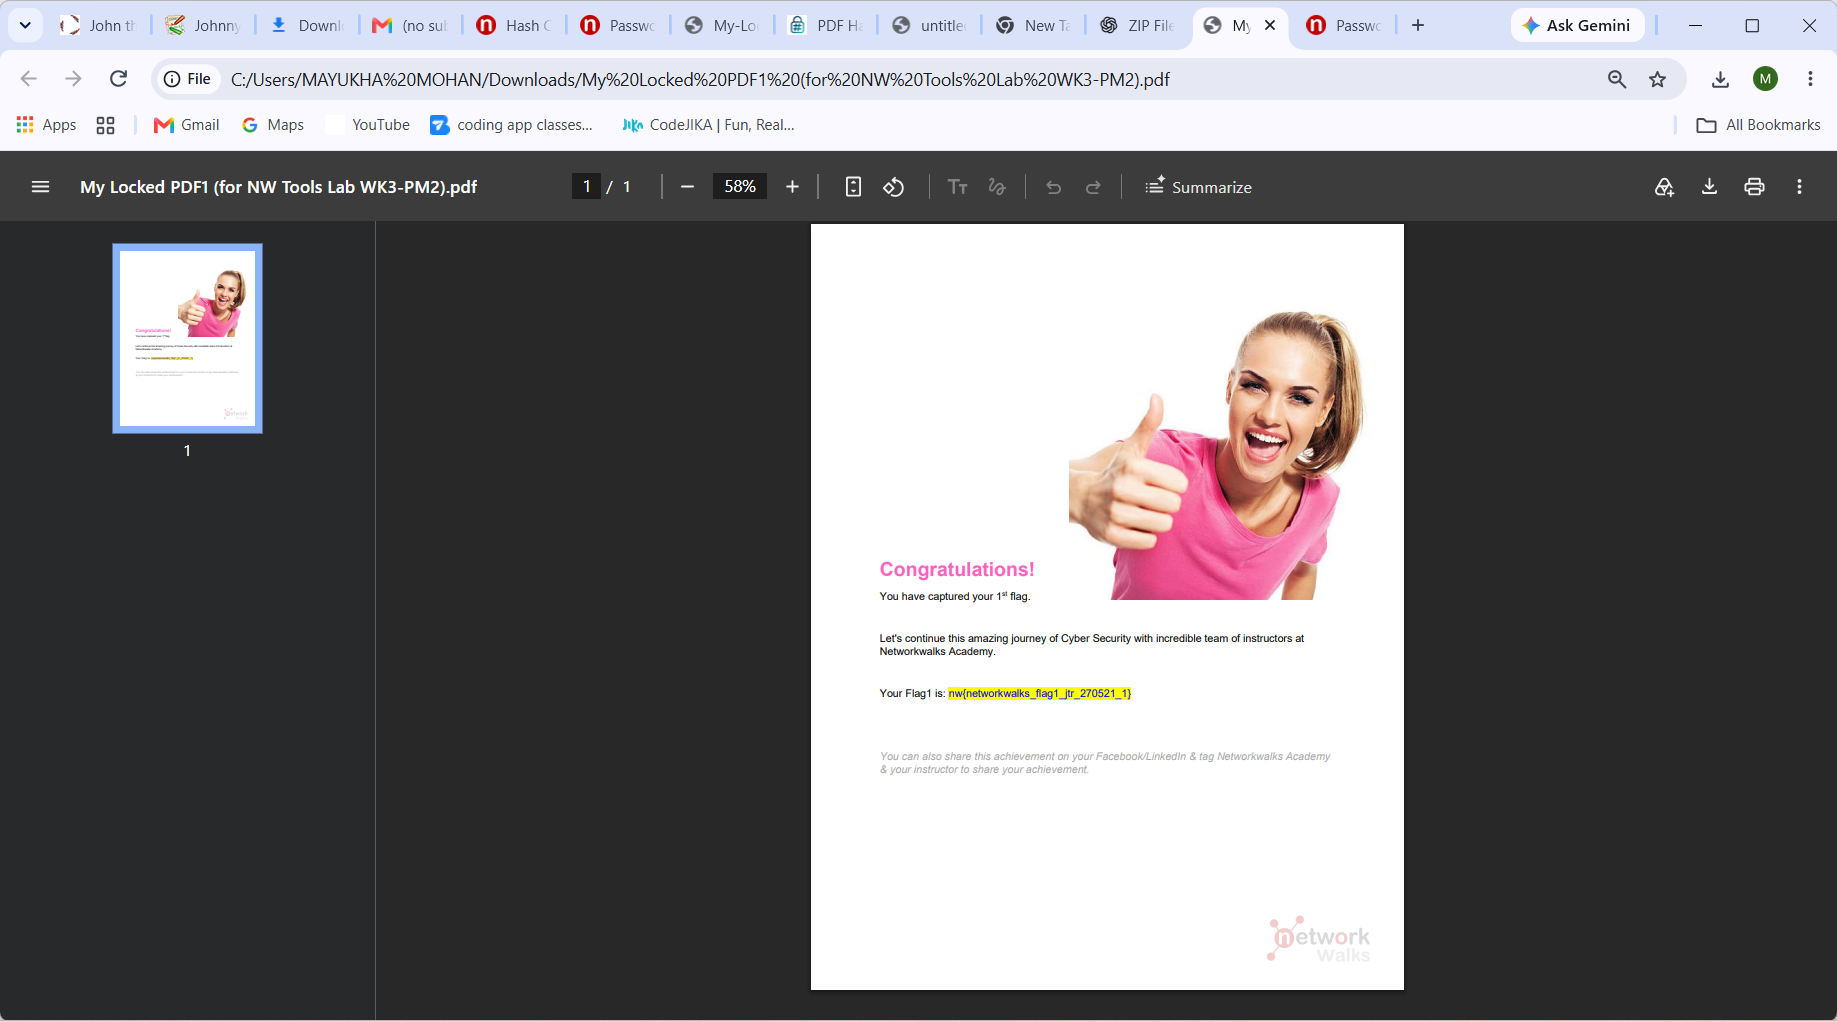 John th
Johnny
Downl
(no sub
Hash C
Passwo
My-Loc
PDF Ha
untitled
New Ta
ZIP File
My
Passwo
Ask Gemini
File
C:/Users/MAYUKHA%20MOHAN/Downloads/My%20Locked%20PDF1%20(for%20NW%20Tools%20Lab%20WK3-PM2).pdf
M
Apps
Gmail
Maps
YouTube
coding app classes...
CodeJIKA | Fun, Real...
All Bookmarks
My Locked PDF1 (for NW Tools Lab WK3-PM2).pdf
1 / 1
58%
Summarize
1
Congratulations!
You have captured your 1st flag.
Let's continue this amazing journey of Cyber Security with incredible team of instructors at
Networkwalks Academy.
Your Flag1 is: nw{networkwalks_flag1_jtr_270521_1}
You can also share this achievement on your Facebook/LinkedIn & tag Networkwalks Academy
& your instructor to share your achievement.
network
Walks